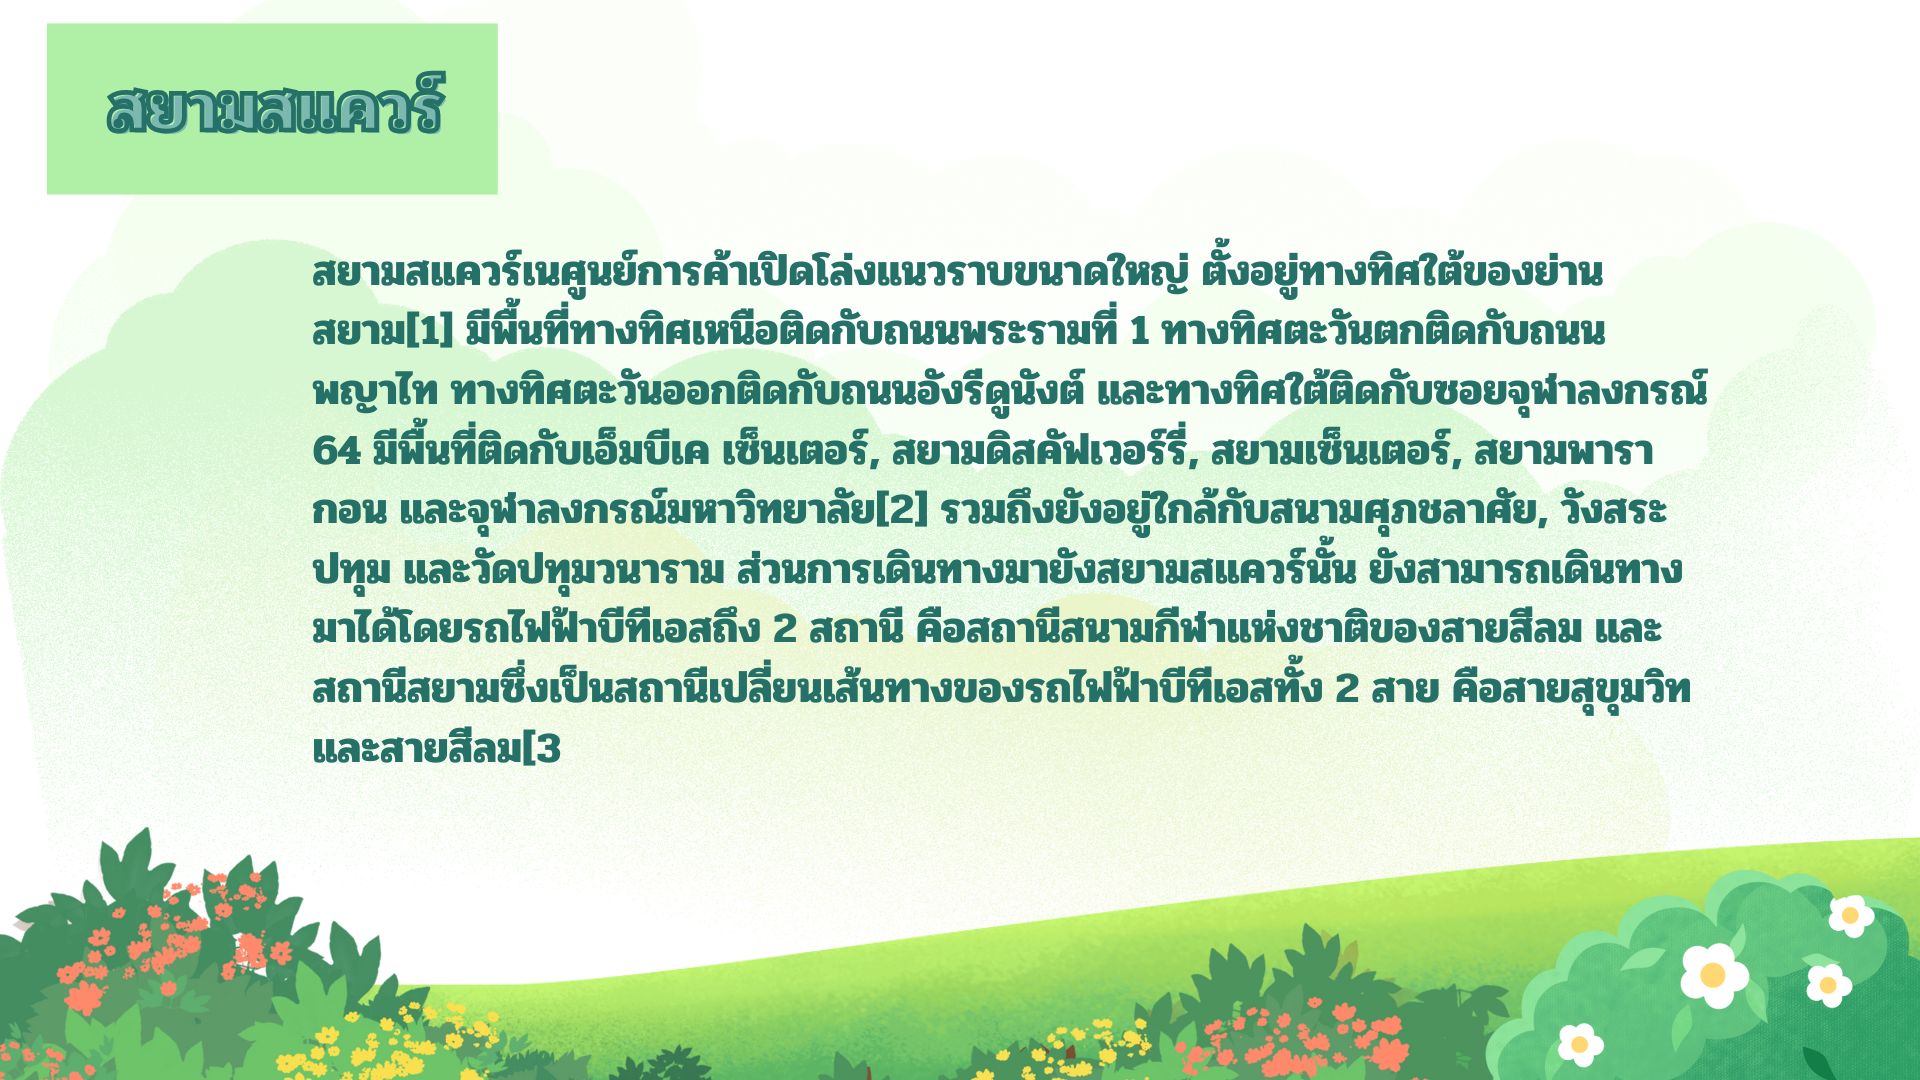 สยามสแควร์
สยามสแควร์เนศูนย์การค้าเปิดโล่งแนวราบขนาดใหญ่ ตั้งอยู่ทางทิศใต้ของย่าน
สยาม[1] มีพื้นที่ทางทิศเหนือติดกับถนนพระรามที่ 1 ทางทิศตะวันตกติดกับถนน
พญาไท ทางทิศตะวันออกติดกับถนนอังรีดูนังต์ และทางทิศใต้ติดกับซอยจุฬาลงกรณ์
64 มีพื้นที่ติดกับเอ็มบีเค เซ็นเตอร์, สยามดิสคัฟเวอร์รี่, สยามเซ็นเตอร์, สยามพารา
กอน และจุฬาลงกรณ์มหาวิทยาลัย[2] รวมถึงยังอยู่ใกล้กับสนามศุภชลาศัย, วังสระ
ปทุม และวัดปทุมวนาราม ส่วนการเดินทางมายังสยามสแควร์นั้น ยังสามารถเดินทาง
มาได้โดยรถไฟฟ้าบีทีเอสถึง 2 สถานี คือสถานีสนามกีฬาแห่งชาติของสายสีลม และ
สถานีสยามซึ่งเป็นสถานีเปลี่ยนเส้นทางของรถไฟฟ้าบีทีเอสทั้ง 2 สาย คือสายสุขุมวิท
และสายสีลม[3